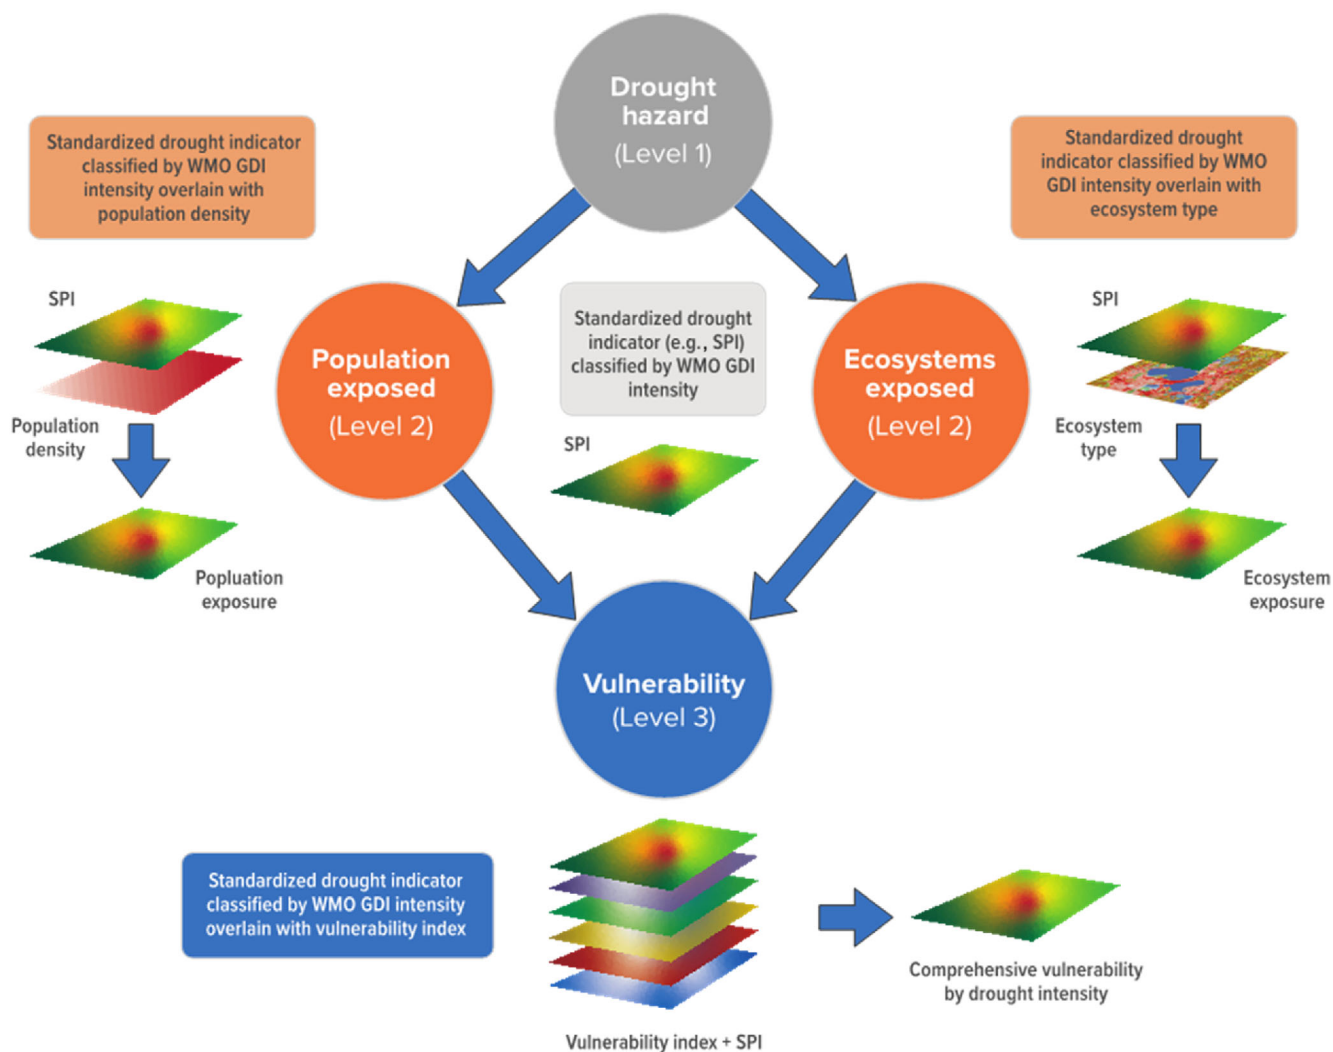 Drought
hazard
(Level 1)
Standardized drought indicator
classified by WMO GDI
intensity overlain with
population density
Standardized drought
indicator classified by WMO
GDI intensity overlain with
ecosystem type
SPI
Population
density
Popluation
exposure
Population
exposed
(Level 2)
Standardized drought
indicator (e.g., SPI)
classified by WMO GDI
intensity
SPI
Ecosystems
exposed
(Level 2)
SPI
Ecosystem
type
Ecosystem
exposure
Vulnerability
(Level 3)
Standardized drought indicator
classified by WMO GDI intensity
overlain with vulnerability index
Vulnerability index + SPI
Comprehensive vulnerability
by drought intensity